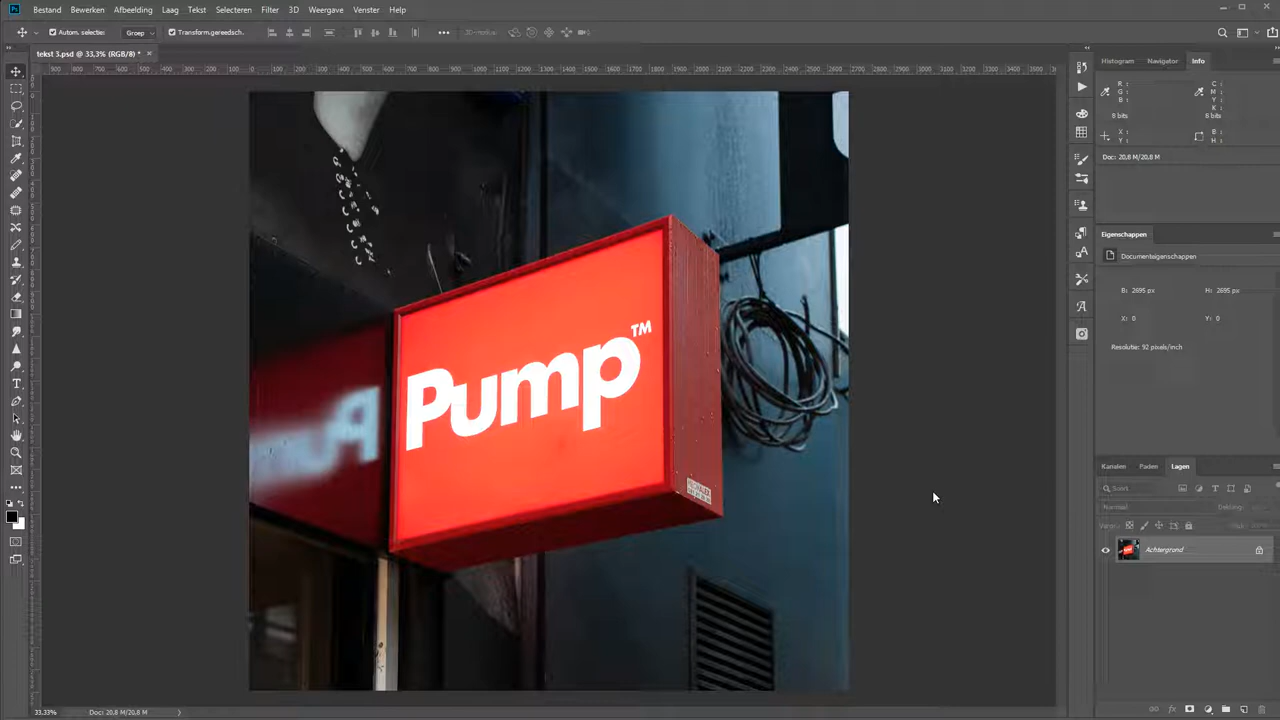 Ps Bestand Bewerken Afbeelding Laag Tekst Selecteren Filter 3D Weergave Venster Help
Autom. selectie: Groep Transform.gereedsch.
tekst 3.psd @ 33,3% (RGB/8) *
Histogram Navigator Info
R: C:
G: M:
B: Y:
K:
8 bits 8 bits
X: B:
Y: H:
Doc: 20,8 M/20,8 M
Eigenschappen
Documenteigenschappen
B: 2695 px H: 2695 px
X: 0 Y: 0
Resolutie: 92 pixels/inch
Pump™
Kanalen Paden Lagen
Soort
Normaal Dekking:
Achtergrond
33,33% Doc: 20,8 M/20,8 M